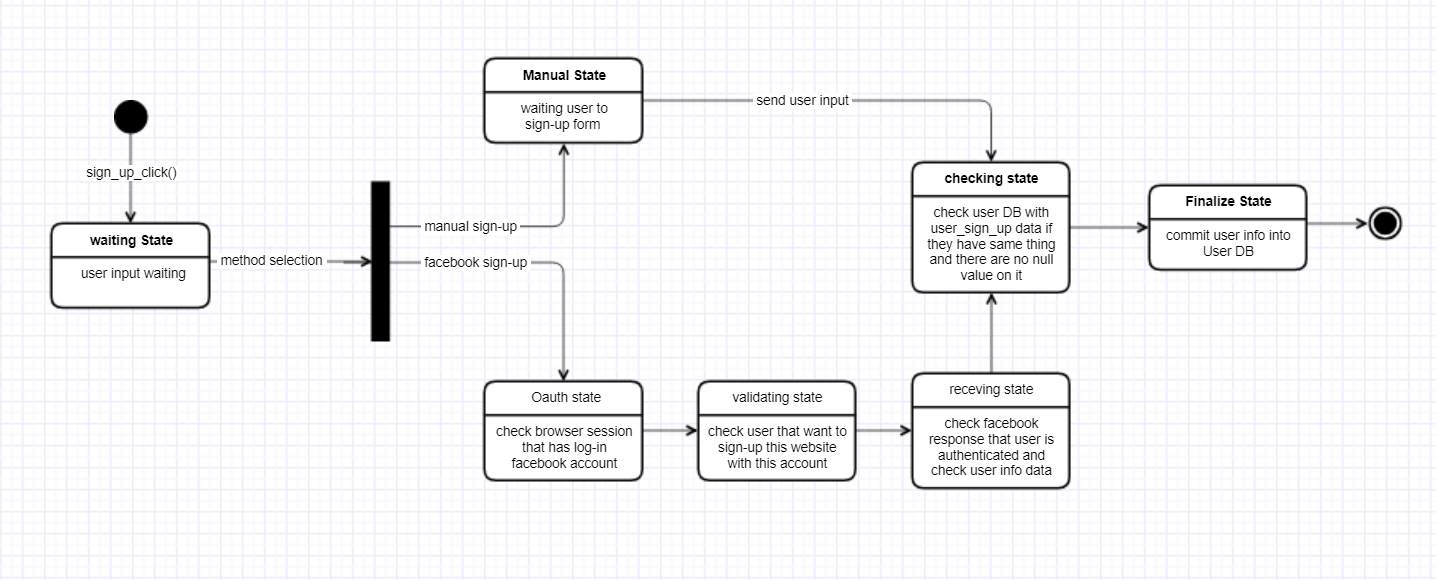 Manual State
waiting user to
sign-up form
send user input
sign_up_click()
waiting State
user input waiting
method selection
manual sign-up
facebook sign-up
checking state
check user DB with
user_sign_up data if
they have same thing
and there are no null
value on it
Finalize State
commit user info into
User DB
Oauth state
check browser session
that has log-in
facebook account
validating state
check user that want to
sign-up this website
with this account
receving state
check facebook
response that user is
authenticated and
check user info data